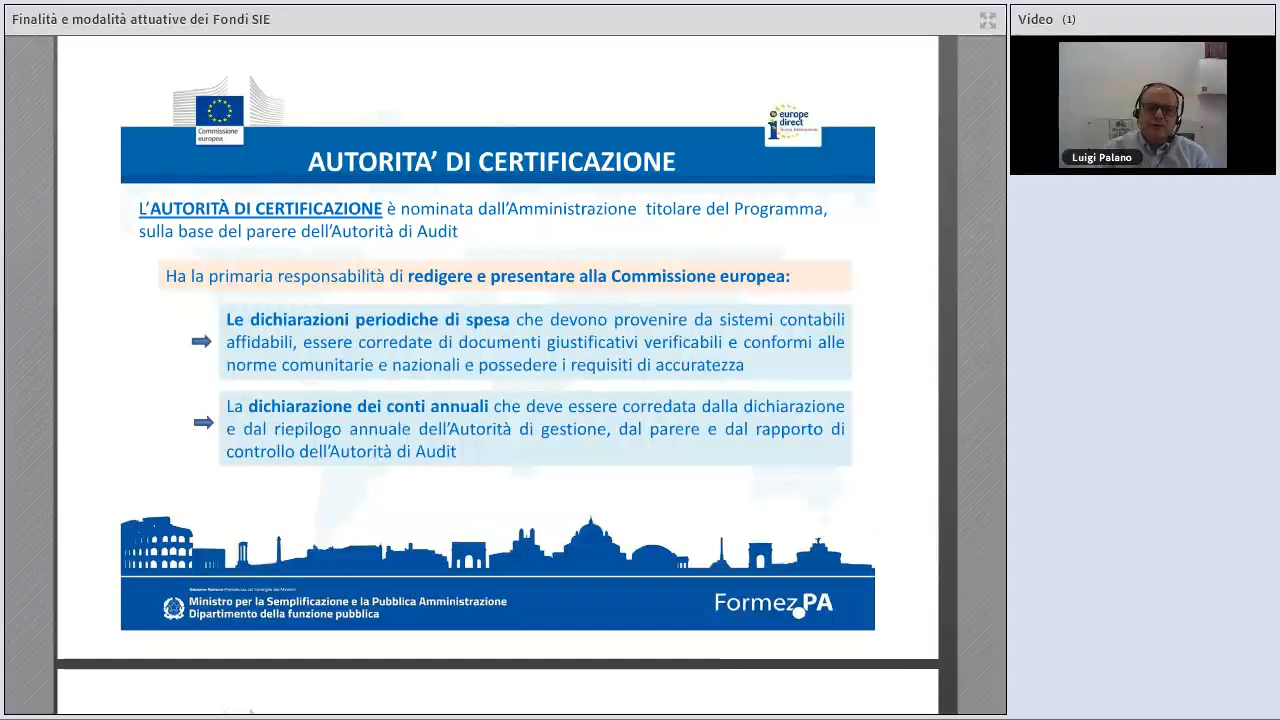 Finalità e modalità attuative dei Fondi SIE
Video (1)
Luigi Palano
Commissione
europea
europe
direct
AUTORITA’ DI CERTIFICAZIONE
L’AUTORITÀ DI CERTIFICAZIONE è nominata dall’Amministrazione titolare del Programma,
sulla base del parere dell’Autorità di Audit
Ha la primaria responsabilità di redigere e presentare alla Commissione europea:
Le dichiarazioni periodiche di spesa che devono provenire da sistemi contabili
affidabili, essere corredate di documenti giustificativi verificabili e conformi alle
norme comunitarie e nazionali e possedere i requisiti di accuratezza
La dichiarazione dei conti annuali che deve essere corredata dalla dichiarazione
e dal riepilogo annuale dell’Autorità di gestione, dal parere e dal rapporto di
controllo dell’Autorità di Audit
Ministro per la Semplificazione e la Pubblica Amministrazione
Dipartimento della funzione pubblica
Formez PA